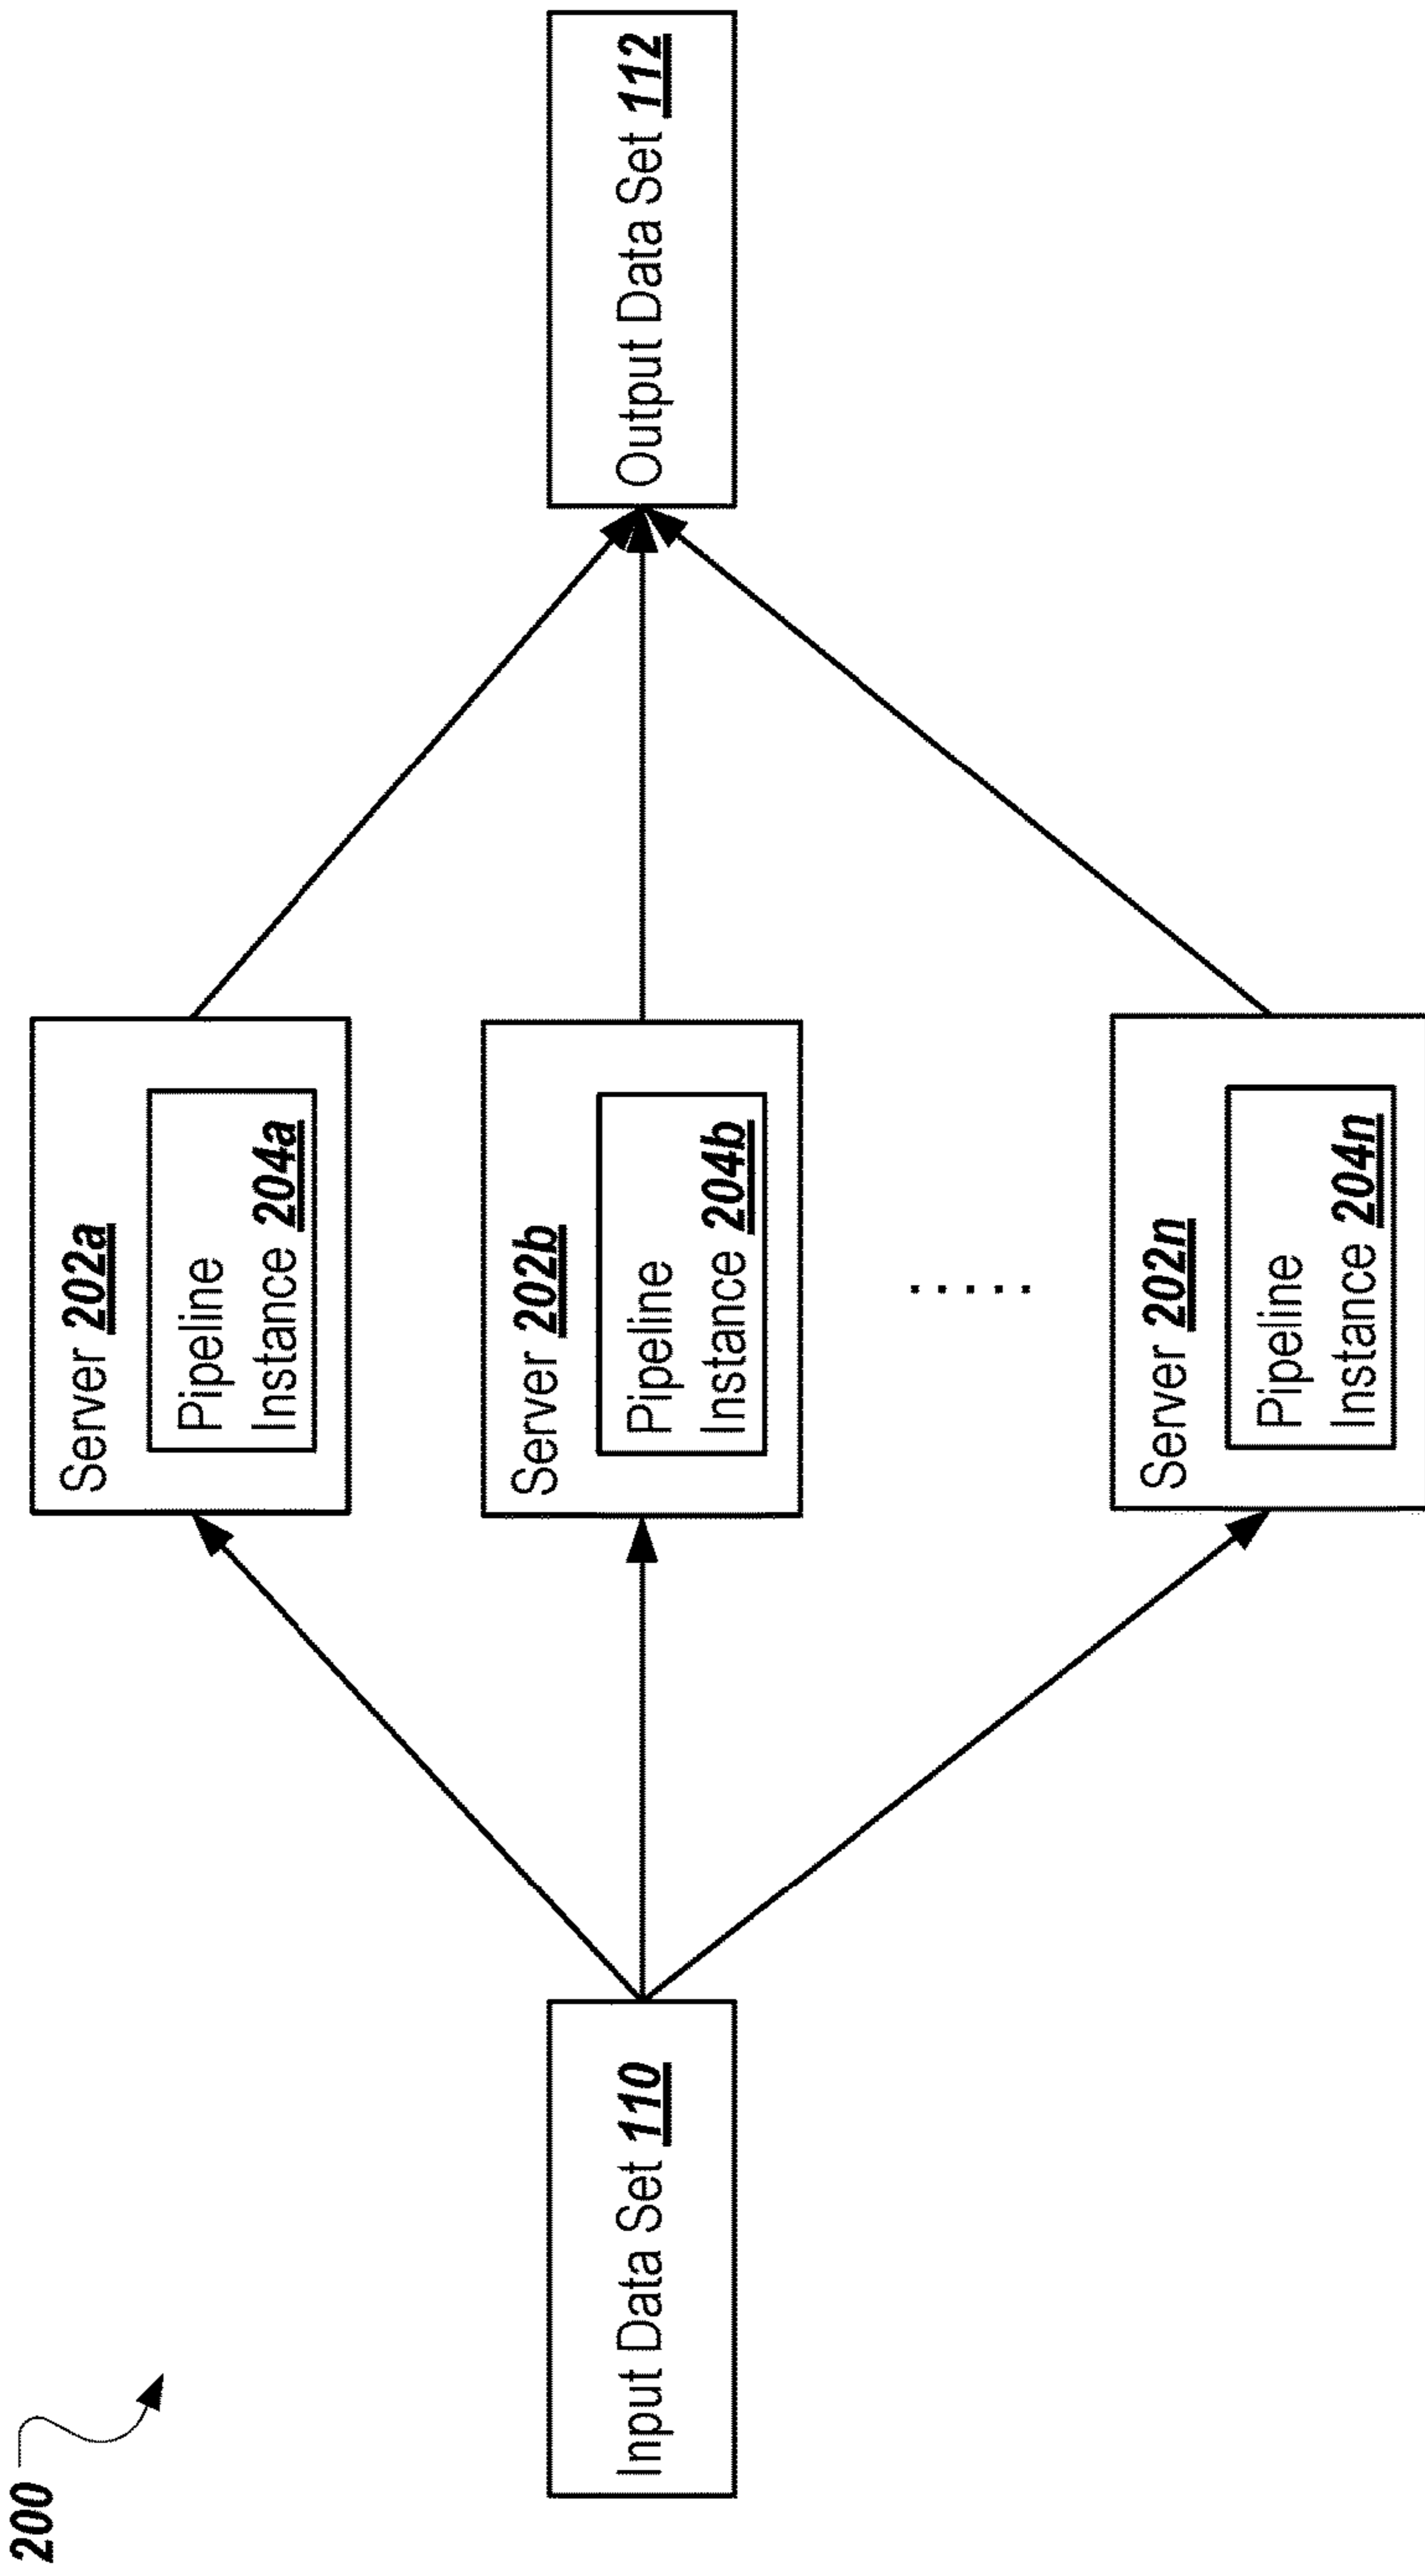 200
Input Data Set 110
Server 202a
Pipeline
Instance 204a
Server 202b
Pipeline
Instance 204b
.....
Server 202n
Pipeline
Instance 204n
Output Data Set 112